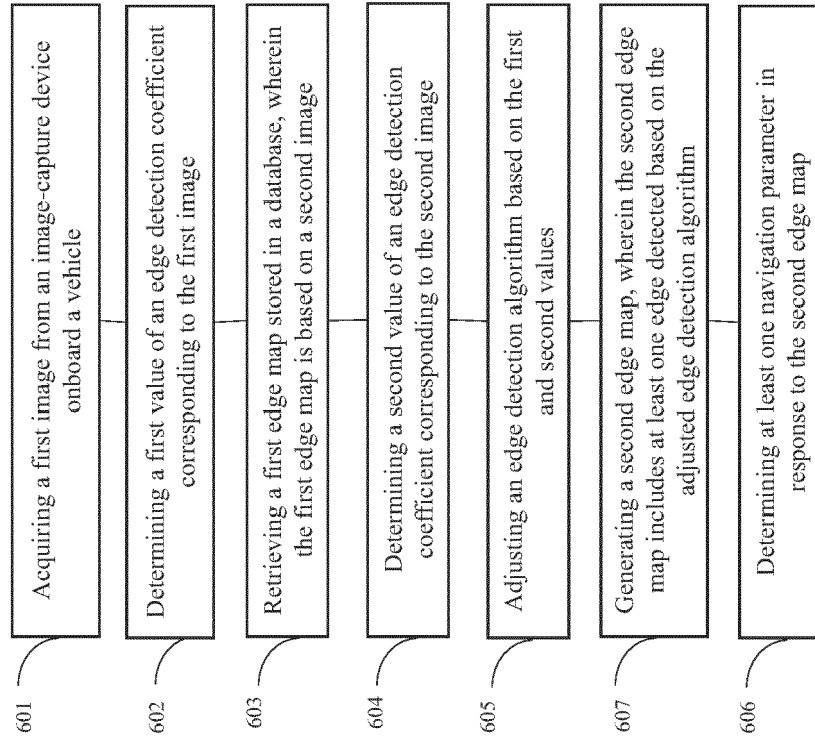 601
Acquiring a first image from an image-capture device
onboard a vehicle
602
Determining a first value of an edge detection coefficient
corresponding to the first image
603
Retrieving a first edge map stored in a database, wherein
the first edge map is based on a second image
604
Determining a second value of an edge detection
coefficient corresponding to the second image
605
Adjusting an edge detection algorithm based on the first
and second values
607
Generating a second edge map, wherein the second edge
map includes at least one edge detected based on the
adjusted edge detection algorithm
606
Determining at least one navigation parameter in
response to the second edge map